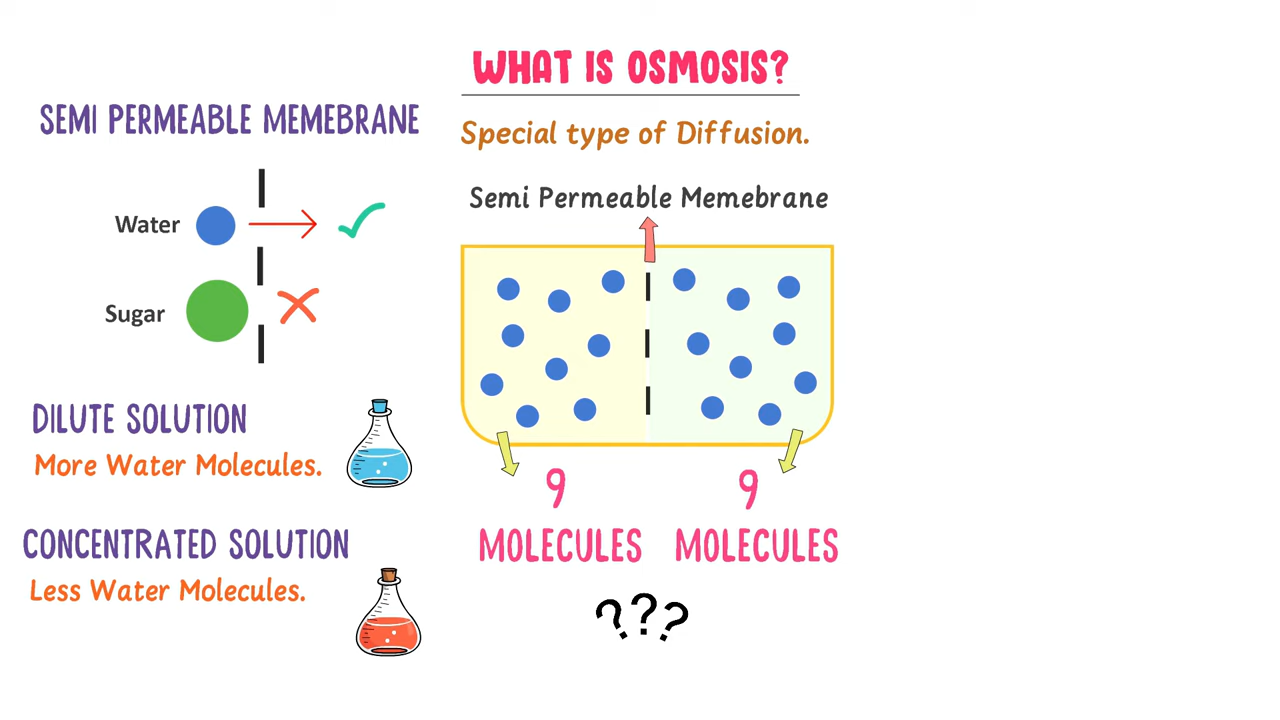 WHAT IS OSMOSIS?
Special type of Diffusion.
SEMI PERMEABLE MEMEBRANE
Water
Sugar
DILUTE SOLUTION
More Water Molecules.
CONCENTRATED SOLUTION
Less Water Molecules.
Semi Permeable Memebrane
9 9
MOLECULES MOLECULES
???